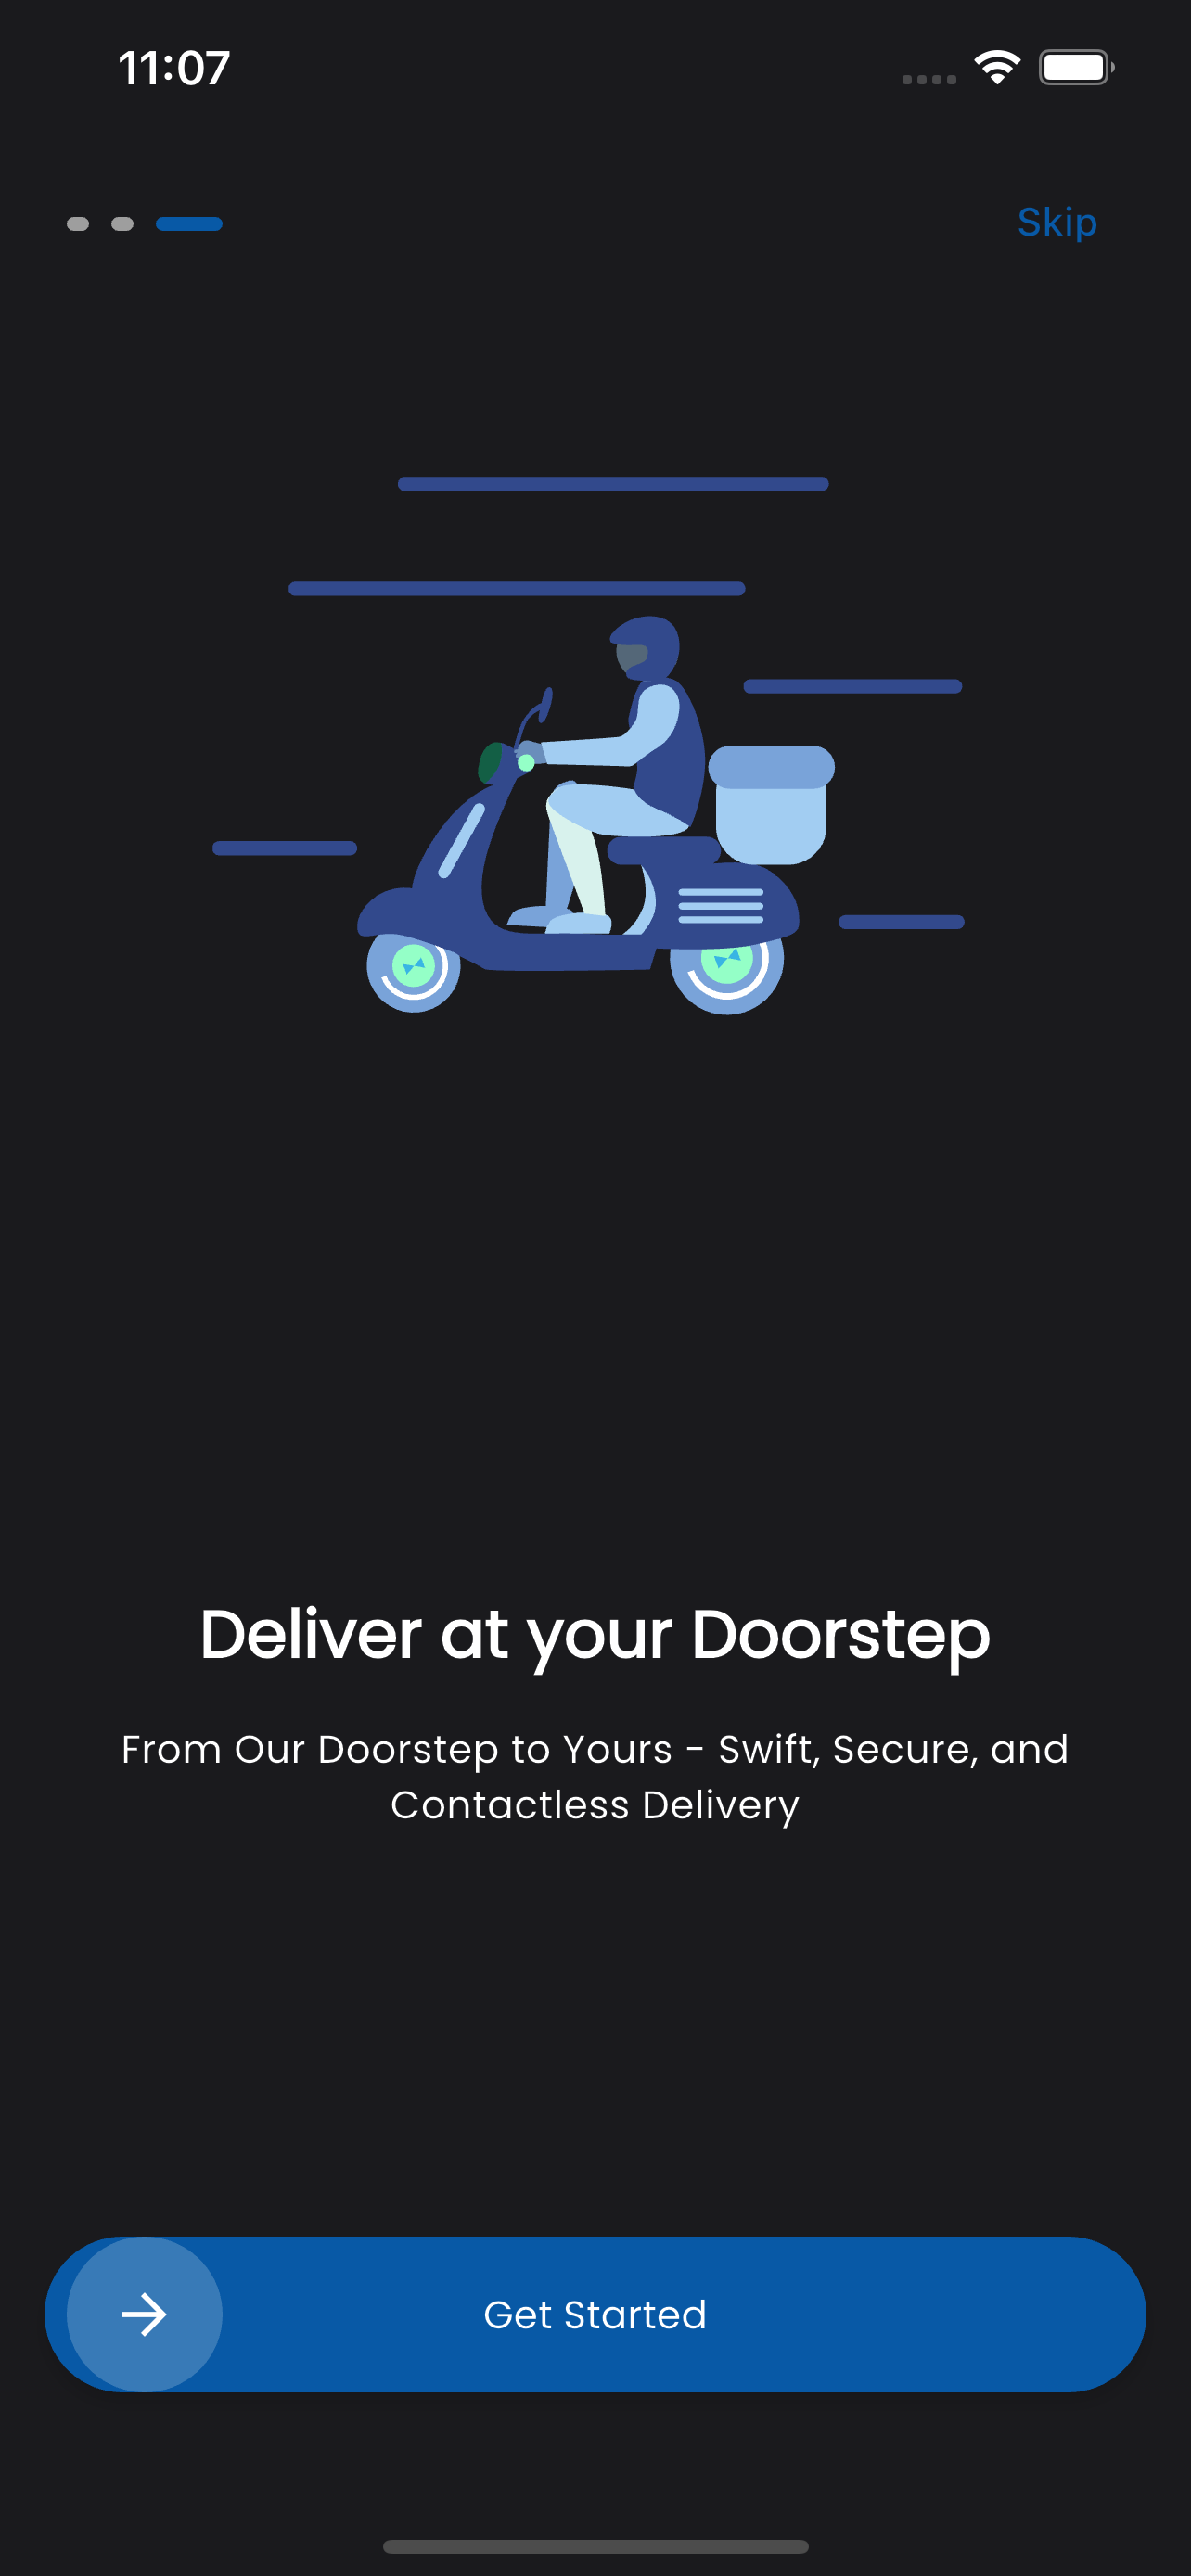 11:07
Skip
Deliver at your Doorstep
From Our Doorstep to Yours - Swift, Secure, and
Contactless Delivery
Get Started